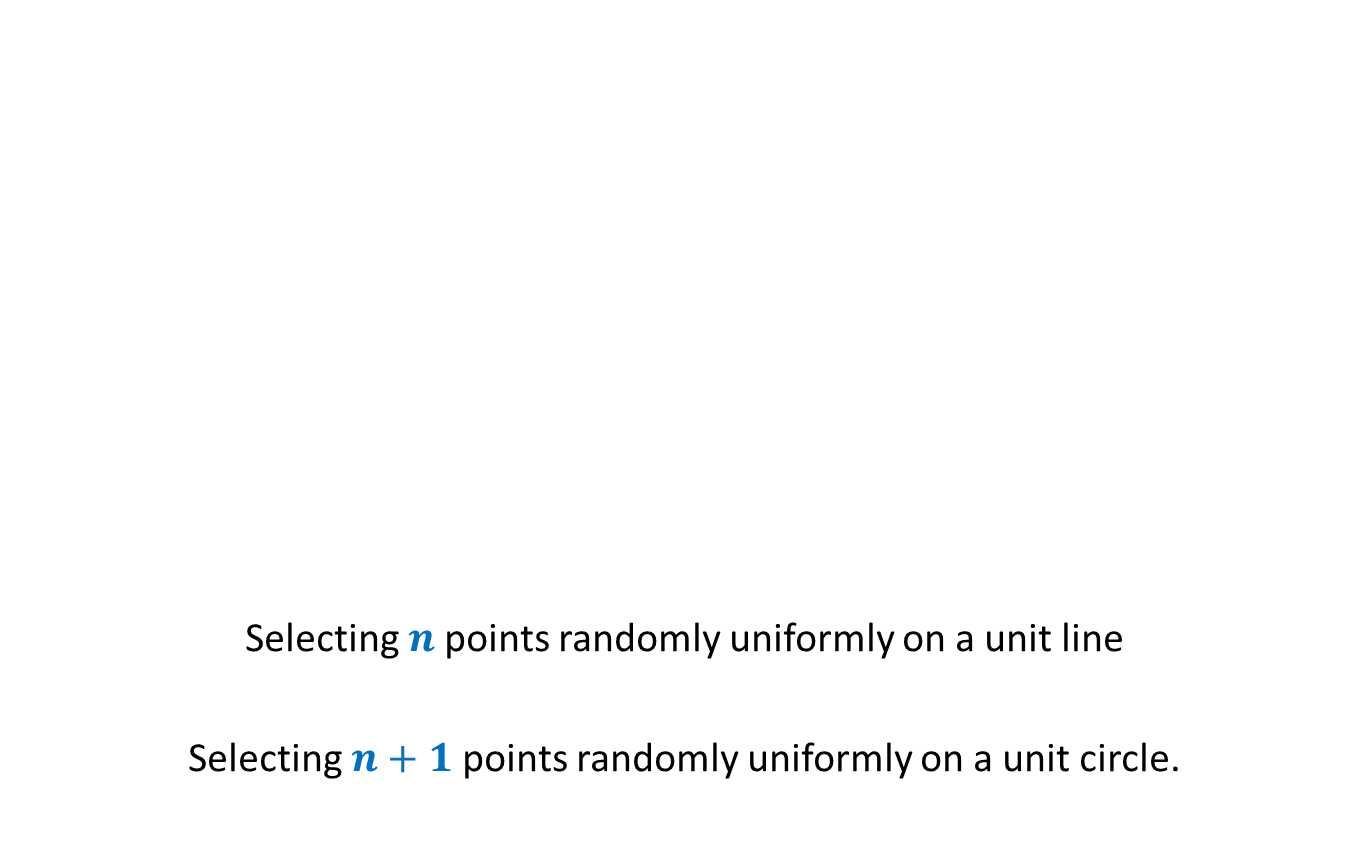 Selecting n points randomly uniformly on a unit line
Selecting n + 1 points randomly uniformly on a unit circle.